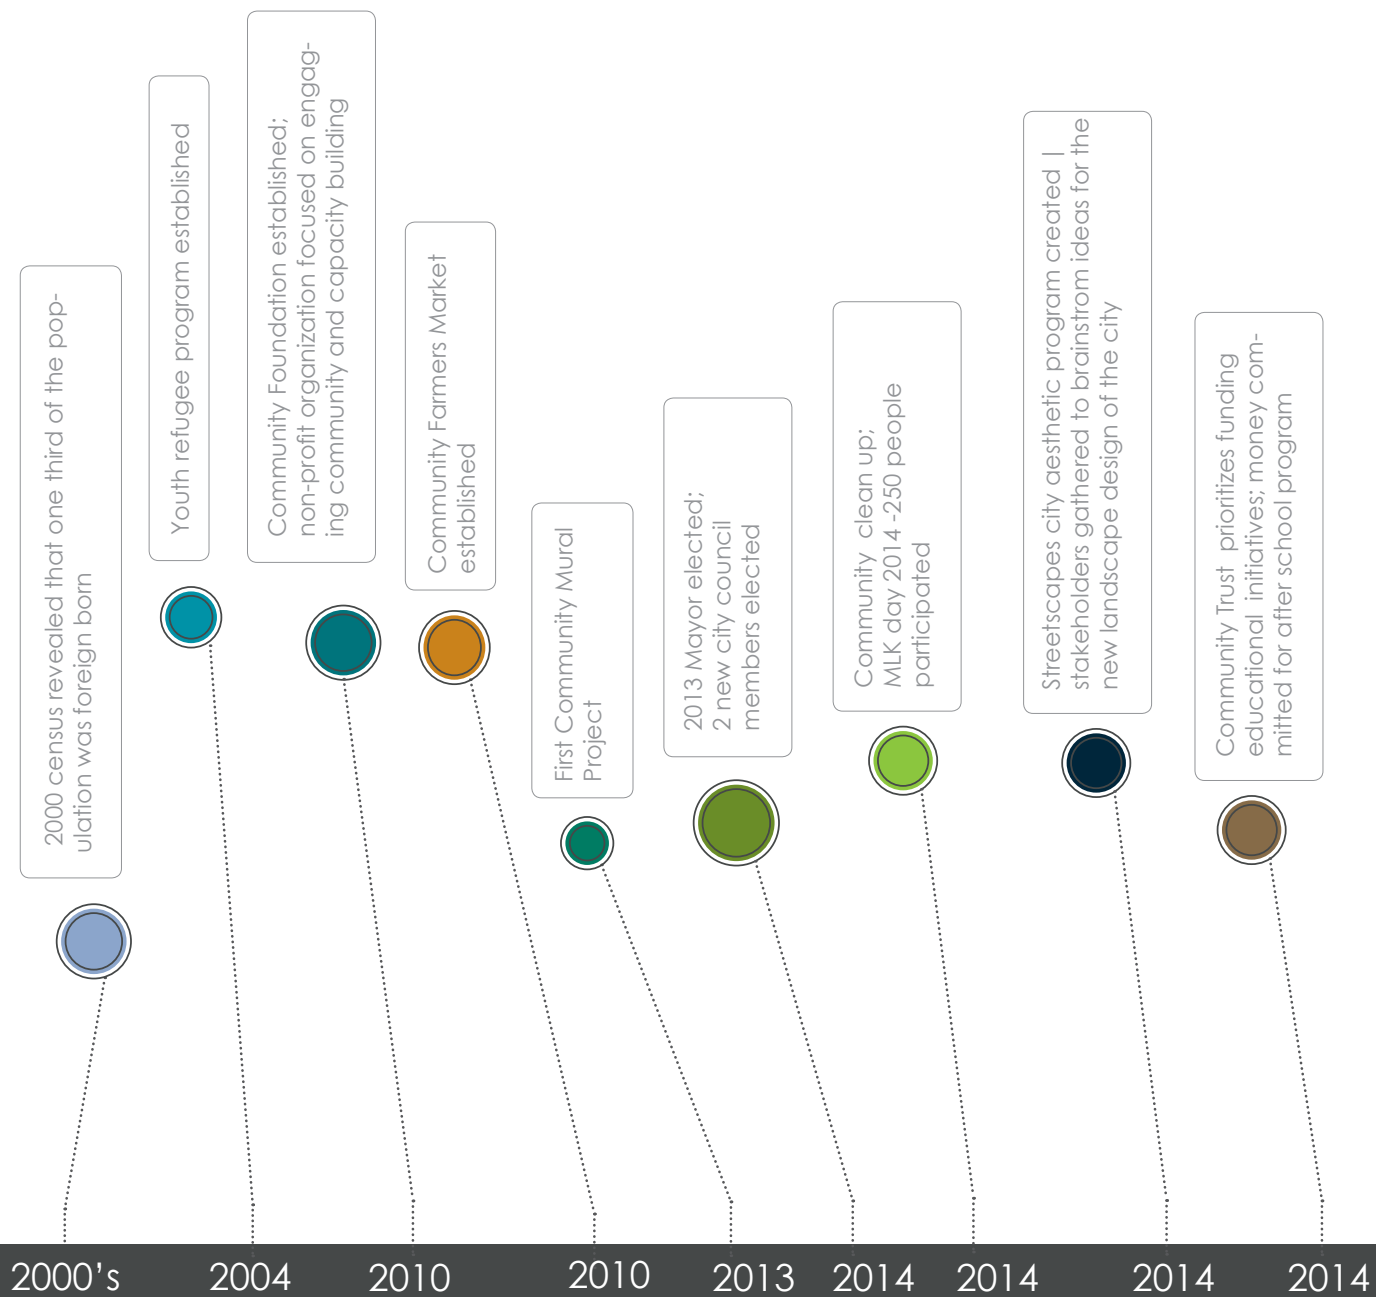 2000 census revealed that one third of the pop-
ulation was foreign born
Youth refugee program established
Community Foundation established;
non-profit organization focused on engag-
ing community and capacity building
Community Farmers Market
established
First Community Mural
Project
2013 Mayor elected;
2 new city council
members elected
Community clean up;
MLK day 2014 -250 people
participated
Streetscapes city aesthetic program created |
stakeholders gathered to brainstrom ideas for the
new landscape design of the city
Community Trust prioritizes funding
educational initiatives; money com-
mitted for after school program
2000's
2004
2010
2010
2013
2014
2014
2014
2014